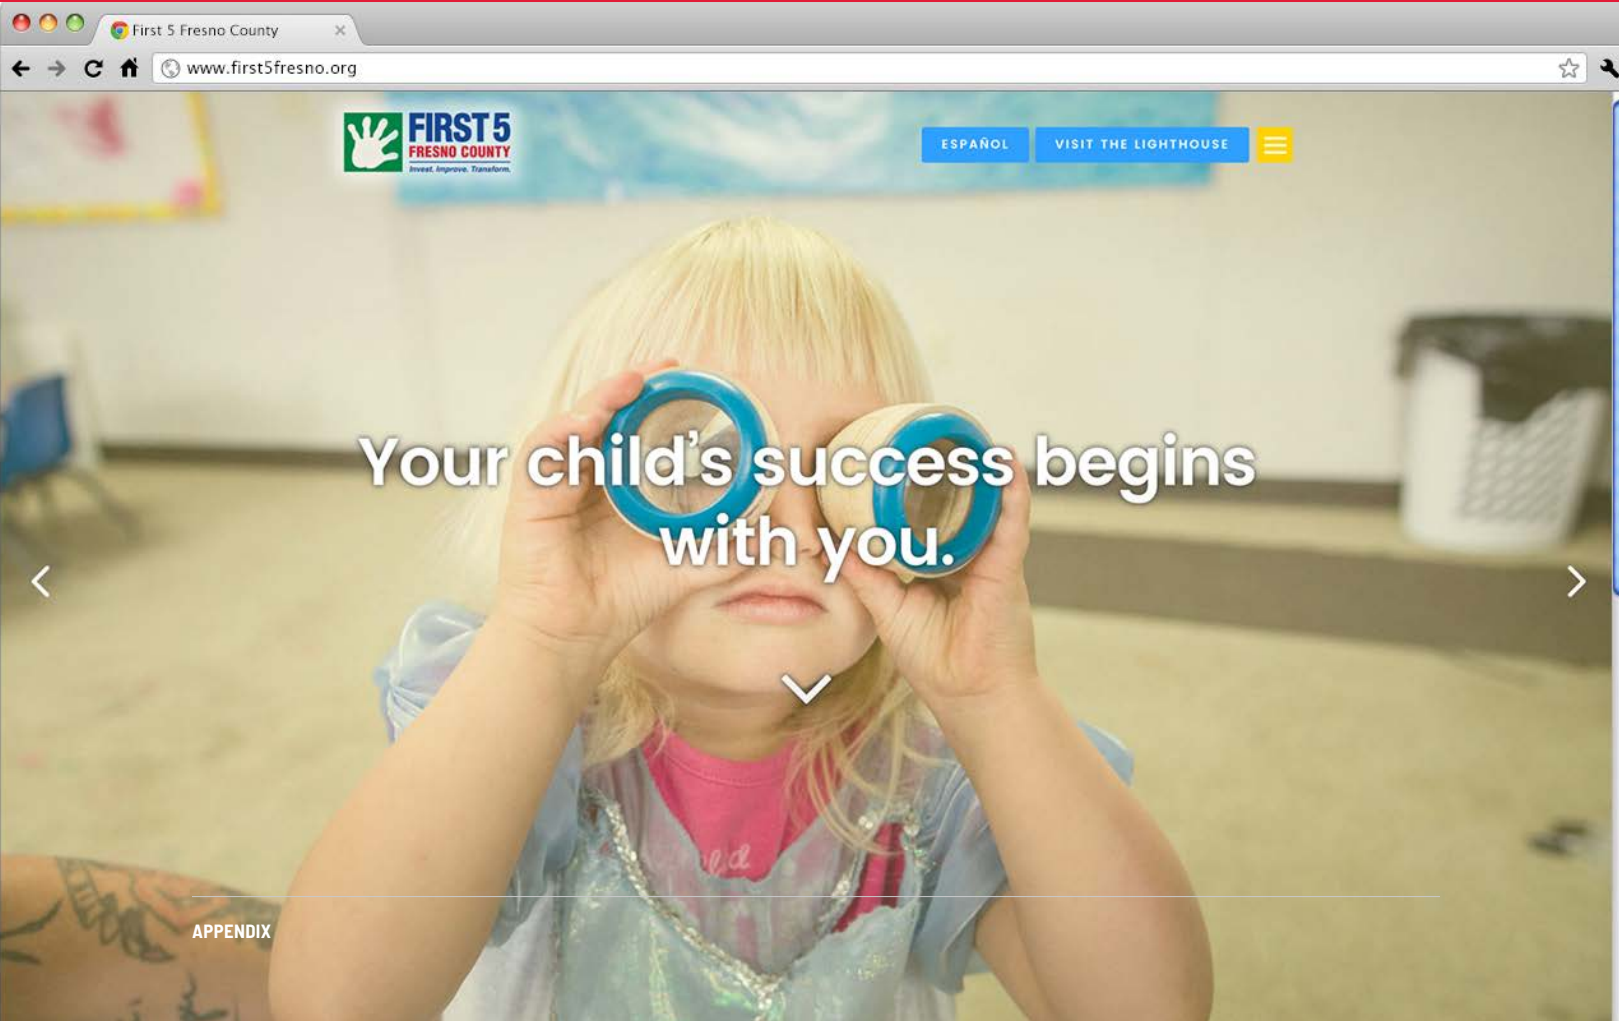 First 5 Fresno County
www.first5fresno.org
FIRST 5
FRESNO COUNTY
Invest. Improve. Transform.
ESPAÑOL
VISIT THE LIGHTHOUSE
Your child's success begins
with you.
APPENDIX